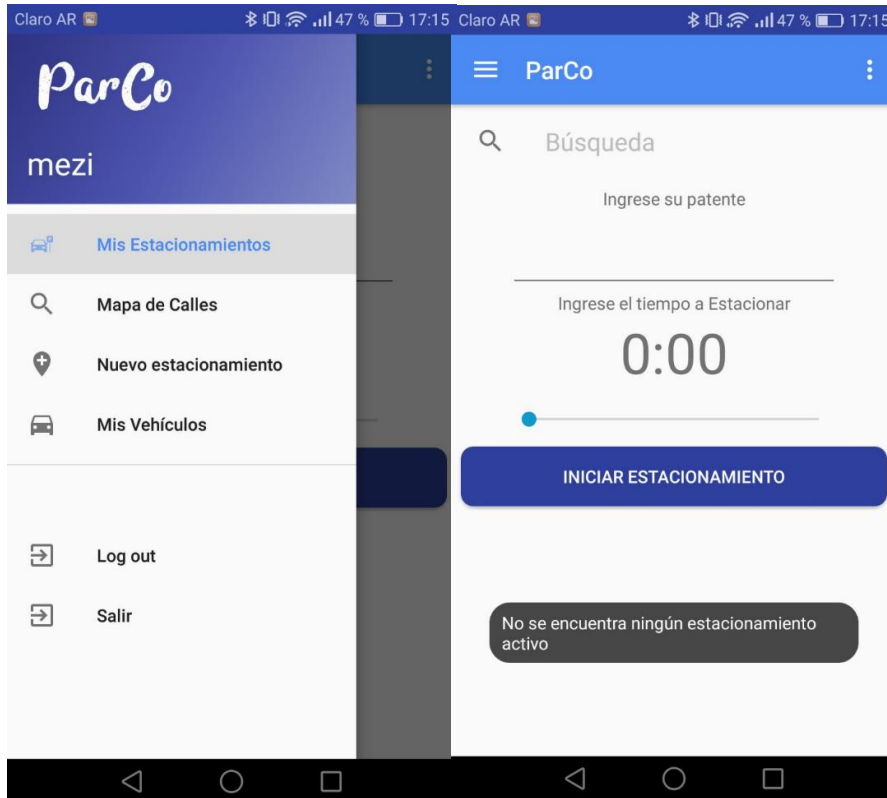 Claro AR 47 % 17:15
ParCo
mezi
Mis Estacionamientos
Mapa de Calles
Nuevo estacionamiento
Mis Vehículos
Log out
Salir
Claro AR 47 % 17:15
ParCo
Búsqueda
Ingrese su patente
Ingrese el tiempo a Estacionar
0:00
INICIAR ESTACIONAMIENTO
No se encuentra ningún estacionamiento
activo